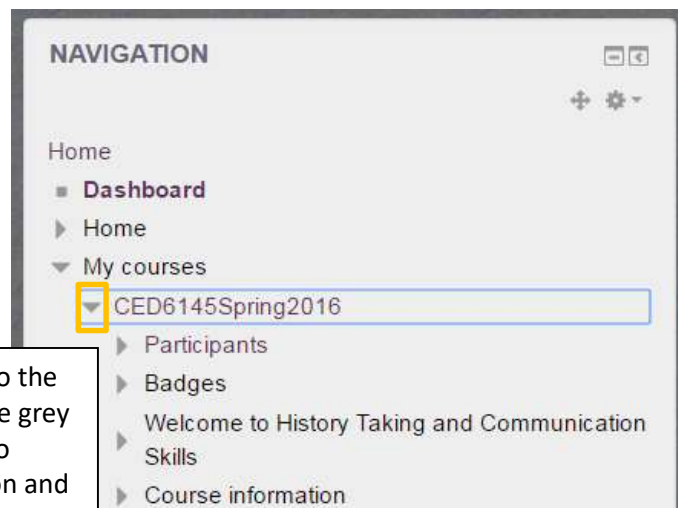 NAVIGATION
Home
Dashboard
Home
My courses
CED6145Spring2016
Participants
Badges
Welcome to History Taking and Communication
Skills
Course information
o the
e grey
o
on and